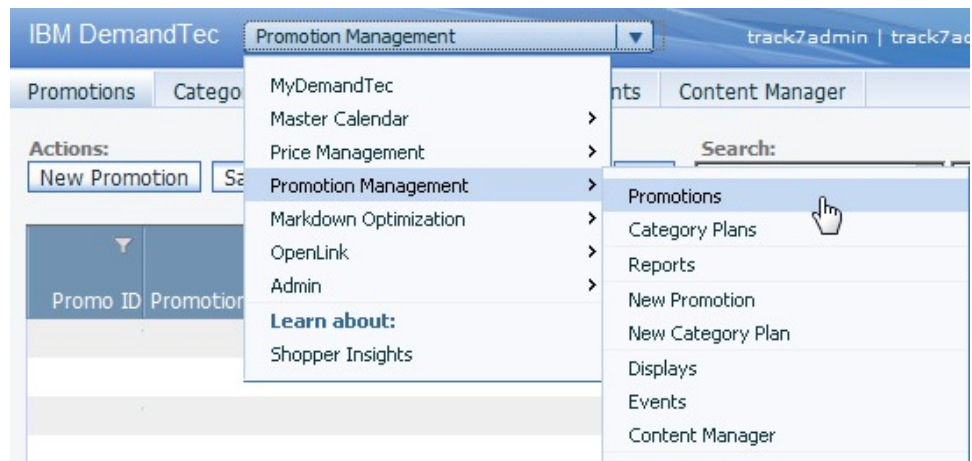 IBM DemandTec Promotion Management track7admin | track7ad
Promotions Catego nts Content Manager
MyDemandTec
Master Calendar
Actions: Price Management Search:
New Promotion Sa Promotion Management
Promotions
Markdown Optimization
Category Plans
OpenLink
Reports
Admin
Promo ID Promotion New Promotion
Learn about:
New Category Plan
Shopper Insights
Displays
Events
Content Manager